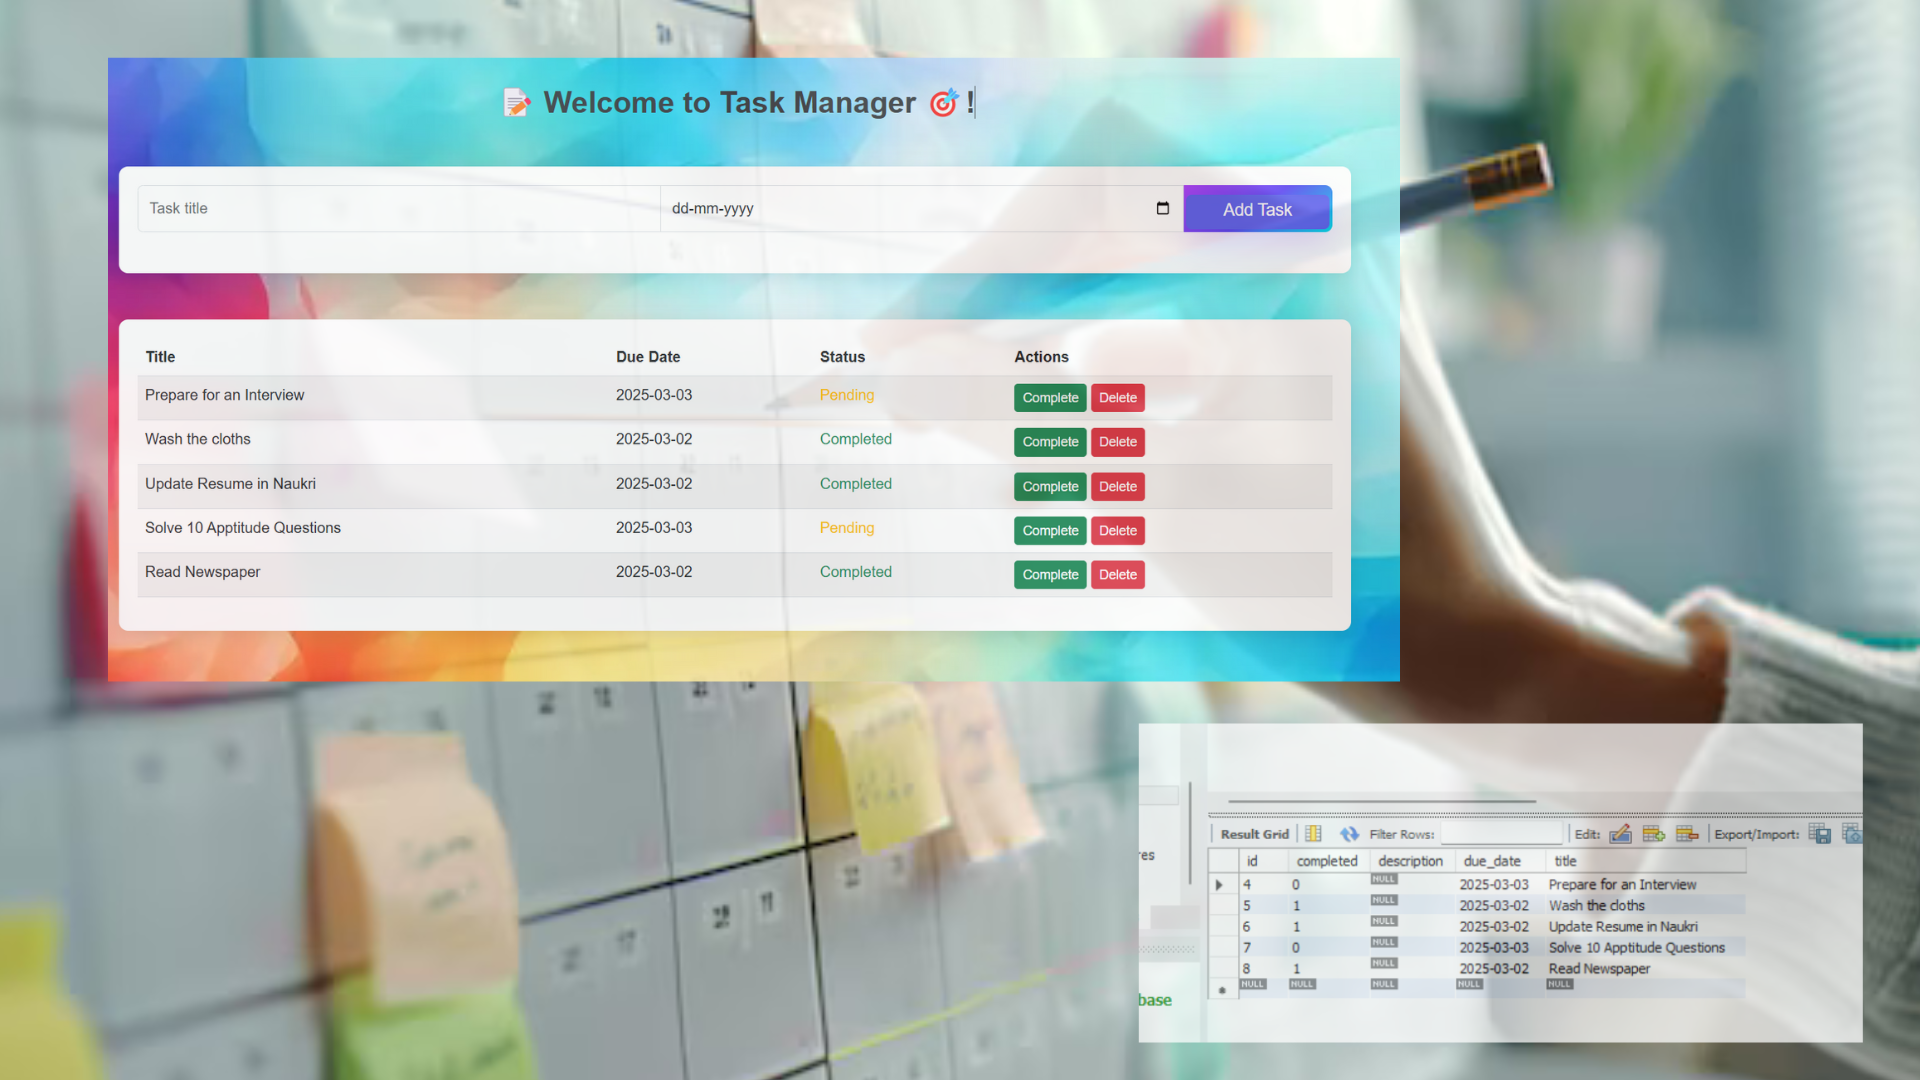 📝 Welcome to Task Manager 🎯 !
Task title dd-mm-yyyy Add Task
Title Due Date Status Actions
Prepare for an Interview 2025-03-03 Pending Complete Delete
Wash the cloths 2025-03-02 Completed Complete Delete
Update Resume in Naukri 2025-03-02 Completed Complete Delete
Solve 10 Apptitude Questions 2025-03-03 Pending Complete Delete
Read Newspaper 2025-03-02 Completed Complete Delete
Result Grid Filter Rows: Edit: Export/Import:
res
id completed description due_date title
4 0 NULL 2025-03-03 Prepare for an Interview
5 1 NULL 2025-03-02 Wash the cloths
6 1 NULL 2025-03-02 Update Resume in Naukri
7 0 NULL 2025-03-03 Solve 10 Apptitude Questions
8 1 NULL 2025-03-02 Read Newspaper
NULL NULL NULL NULL NULL
base